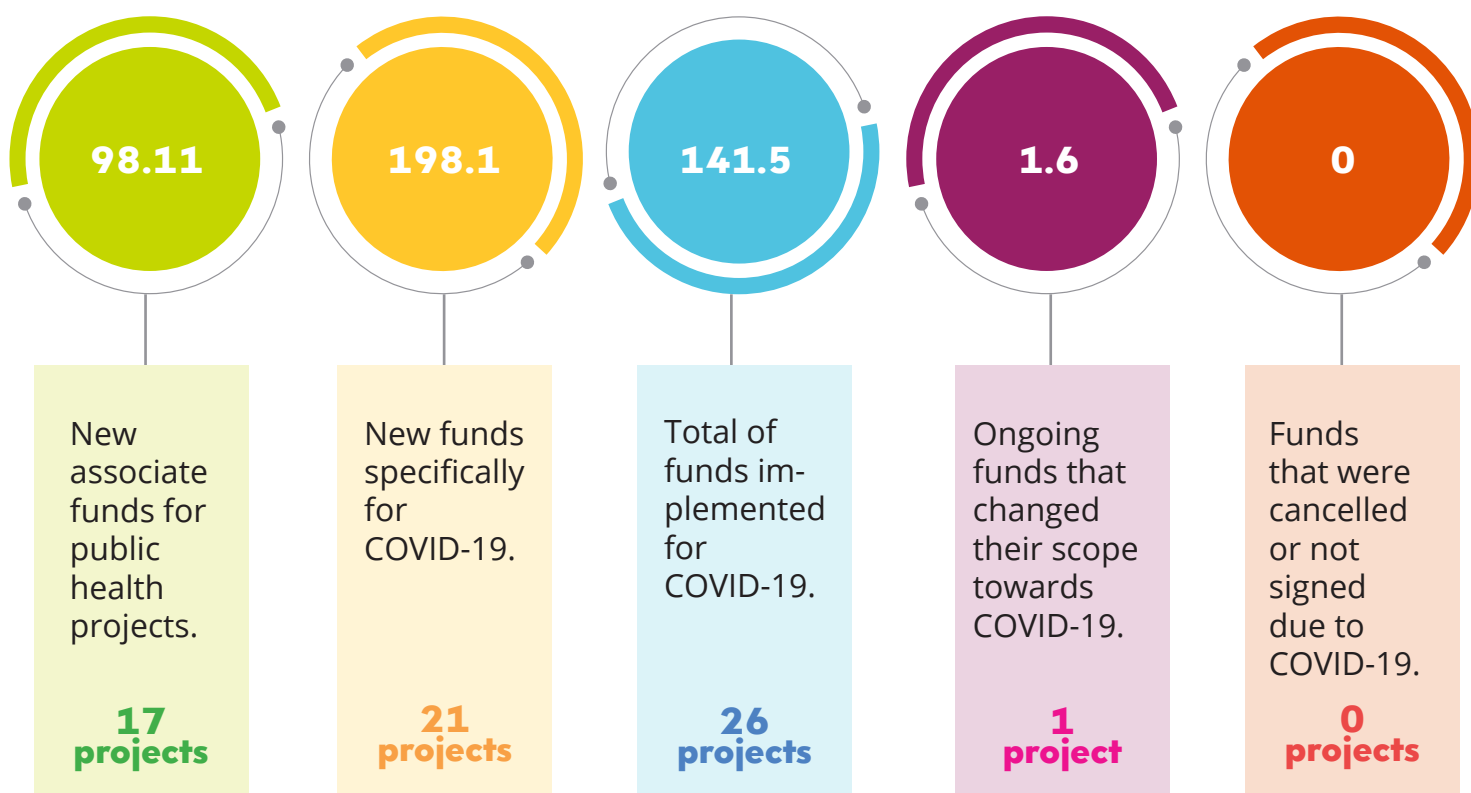 98.11
198.1
141.5
1.6
0
New
associate
funds for
public
health
projects.
17
projects
New funds
specifically
for
COVID-19.
21
projects
Total of
funds im-
plemented
for
COVID-19.
26
projects
Ongoing
funds that
changed
their scope
towards
COVID-19.
1
project
Funds
that were
cancelled
or not
signed
due to
COVID-19.
0
projects